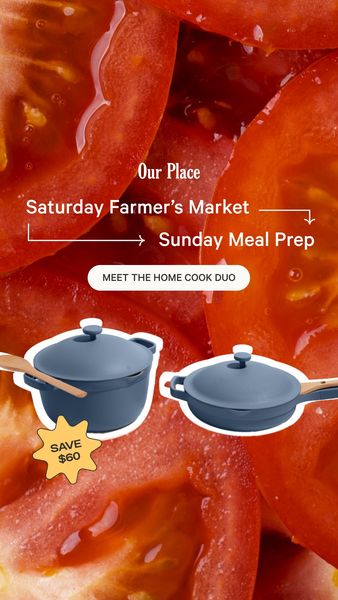 Our Place
Saturday Farmer's Market
Sunday Meal Prep
MEET THE HOME COOK DUO
SAVE
$60